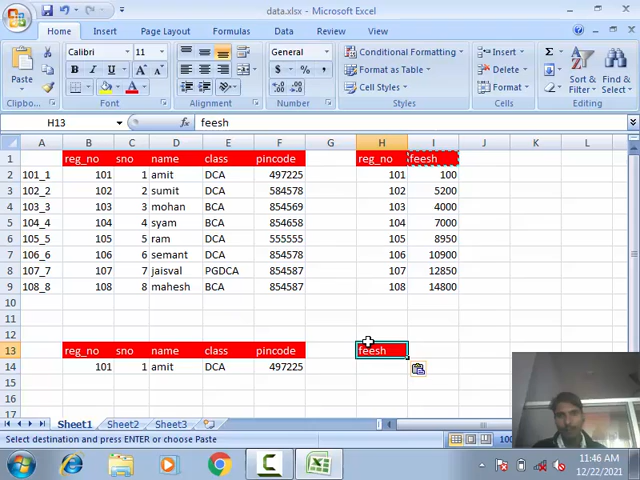 data.xlsx - Microsoft Excel
Home Insert Page Layout Formulas Data Review View
Calibri 11 General Conditional Formatting Insert Σ
Paste B I U A A $ % , Format as Table Delete Sort & Find &
A Cell Styles Format Filter Select
Clipboard Font Alignment Number Styles Cells Editing
H13 fx feesh
A B C D E F G H I J K L
1 reg_no sno name class pincode reg_no feesh
2 101_1 101 1 amit DCA 497225 101 100
3 102_2 102 2 sumit DCA 584578 102 5200
4 103_3 103 3 mohan BCA 854569 103 4000
5 104_4 104 4 syam BCA 854658 104 7000
6 105_5 105 5 ram DCA 555555 105 8950
7 106_6 106 6 semant DCA 854578 106 10900
8 107_7 107 7 jaisval PGDCA 854587 107 12850
9 108_8 108 8 mahesh BCA 854587 108 14800
10
11
12
13 reg_no sno name class pincode feesh
14 101 1 amit DCA 497225
15
16
17
Sheet1 Sheet2 Sheet3
Select destination and press ENTER or choose Paste 100
11:46 AM
12/22/2021